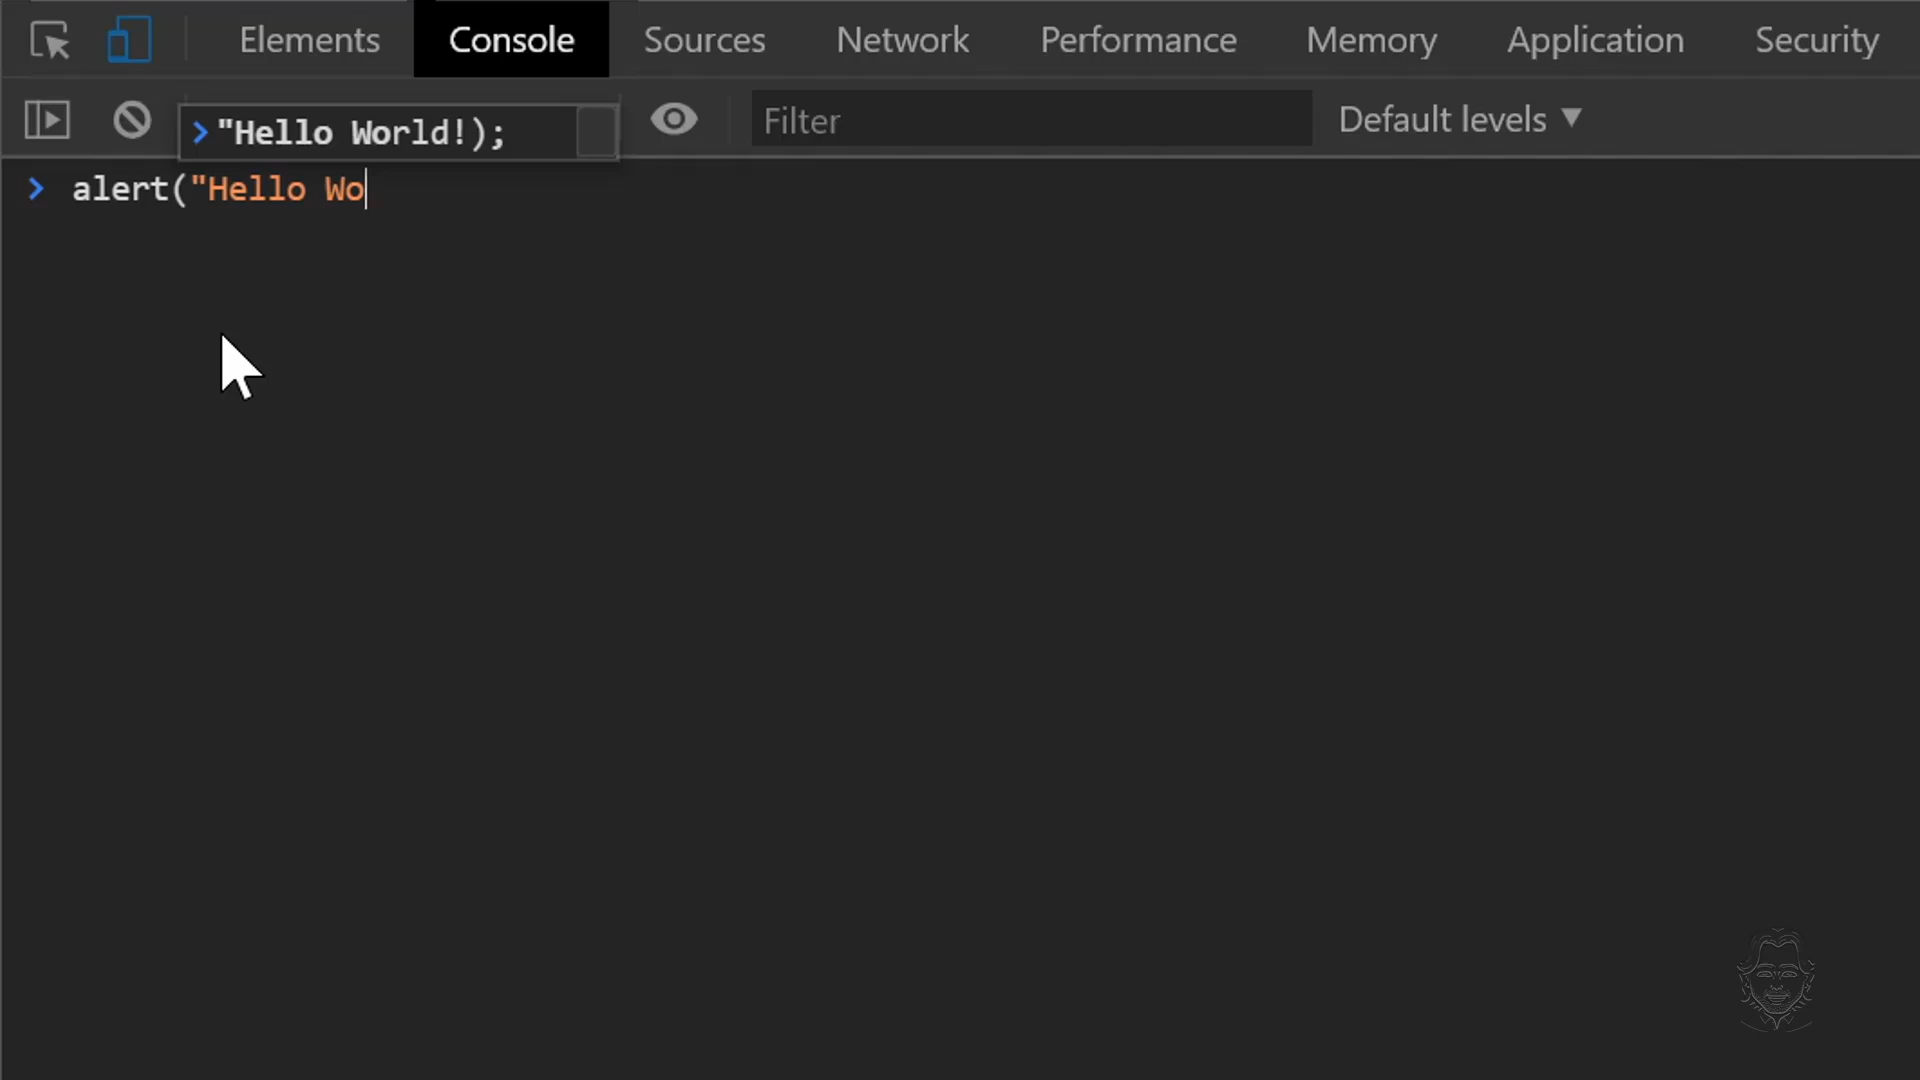 Elements Console Sources Network Performance Memory Application Security
>"Hello World!);
Filter Default levels ▼
> alert("Hello Wo